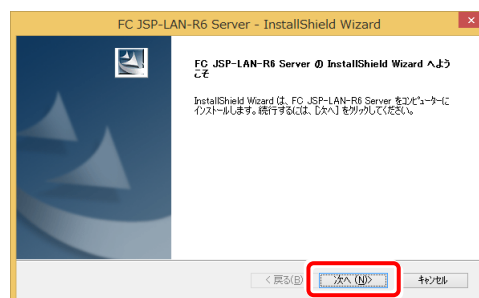 FC JSP-LAN-R6 Server - InstallShield Wizard
FC JSP-LAN-R6 Server の InstallShield Wizard へよう
こそ
InstallShield Wizard は、FC JSP-LAN-R6 Server をコンピューターに
インストールします。続行するには、[次へ] をクリックしてください。
< 戻る(B)
次へ (N)>
キャンセル